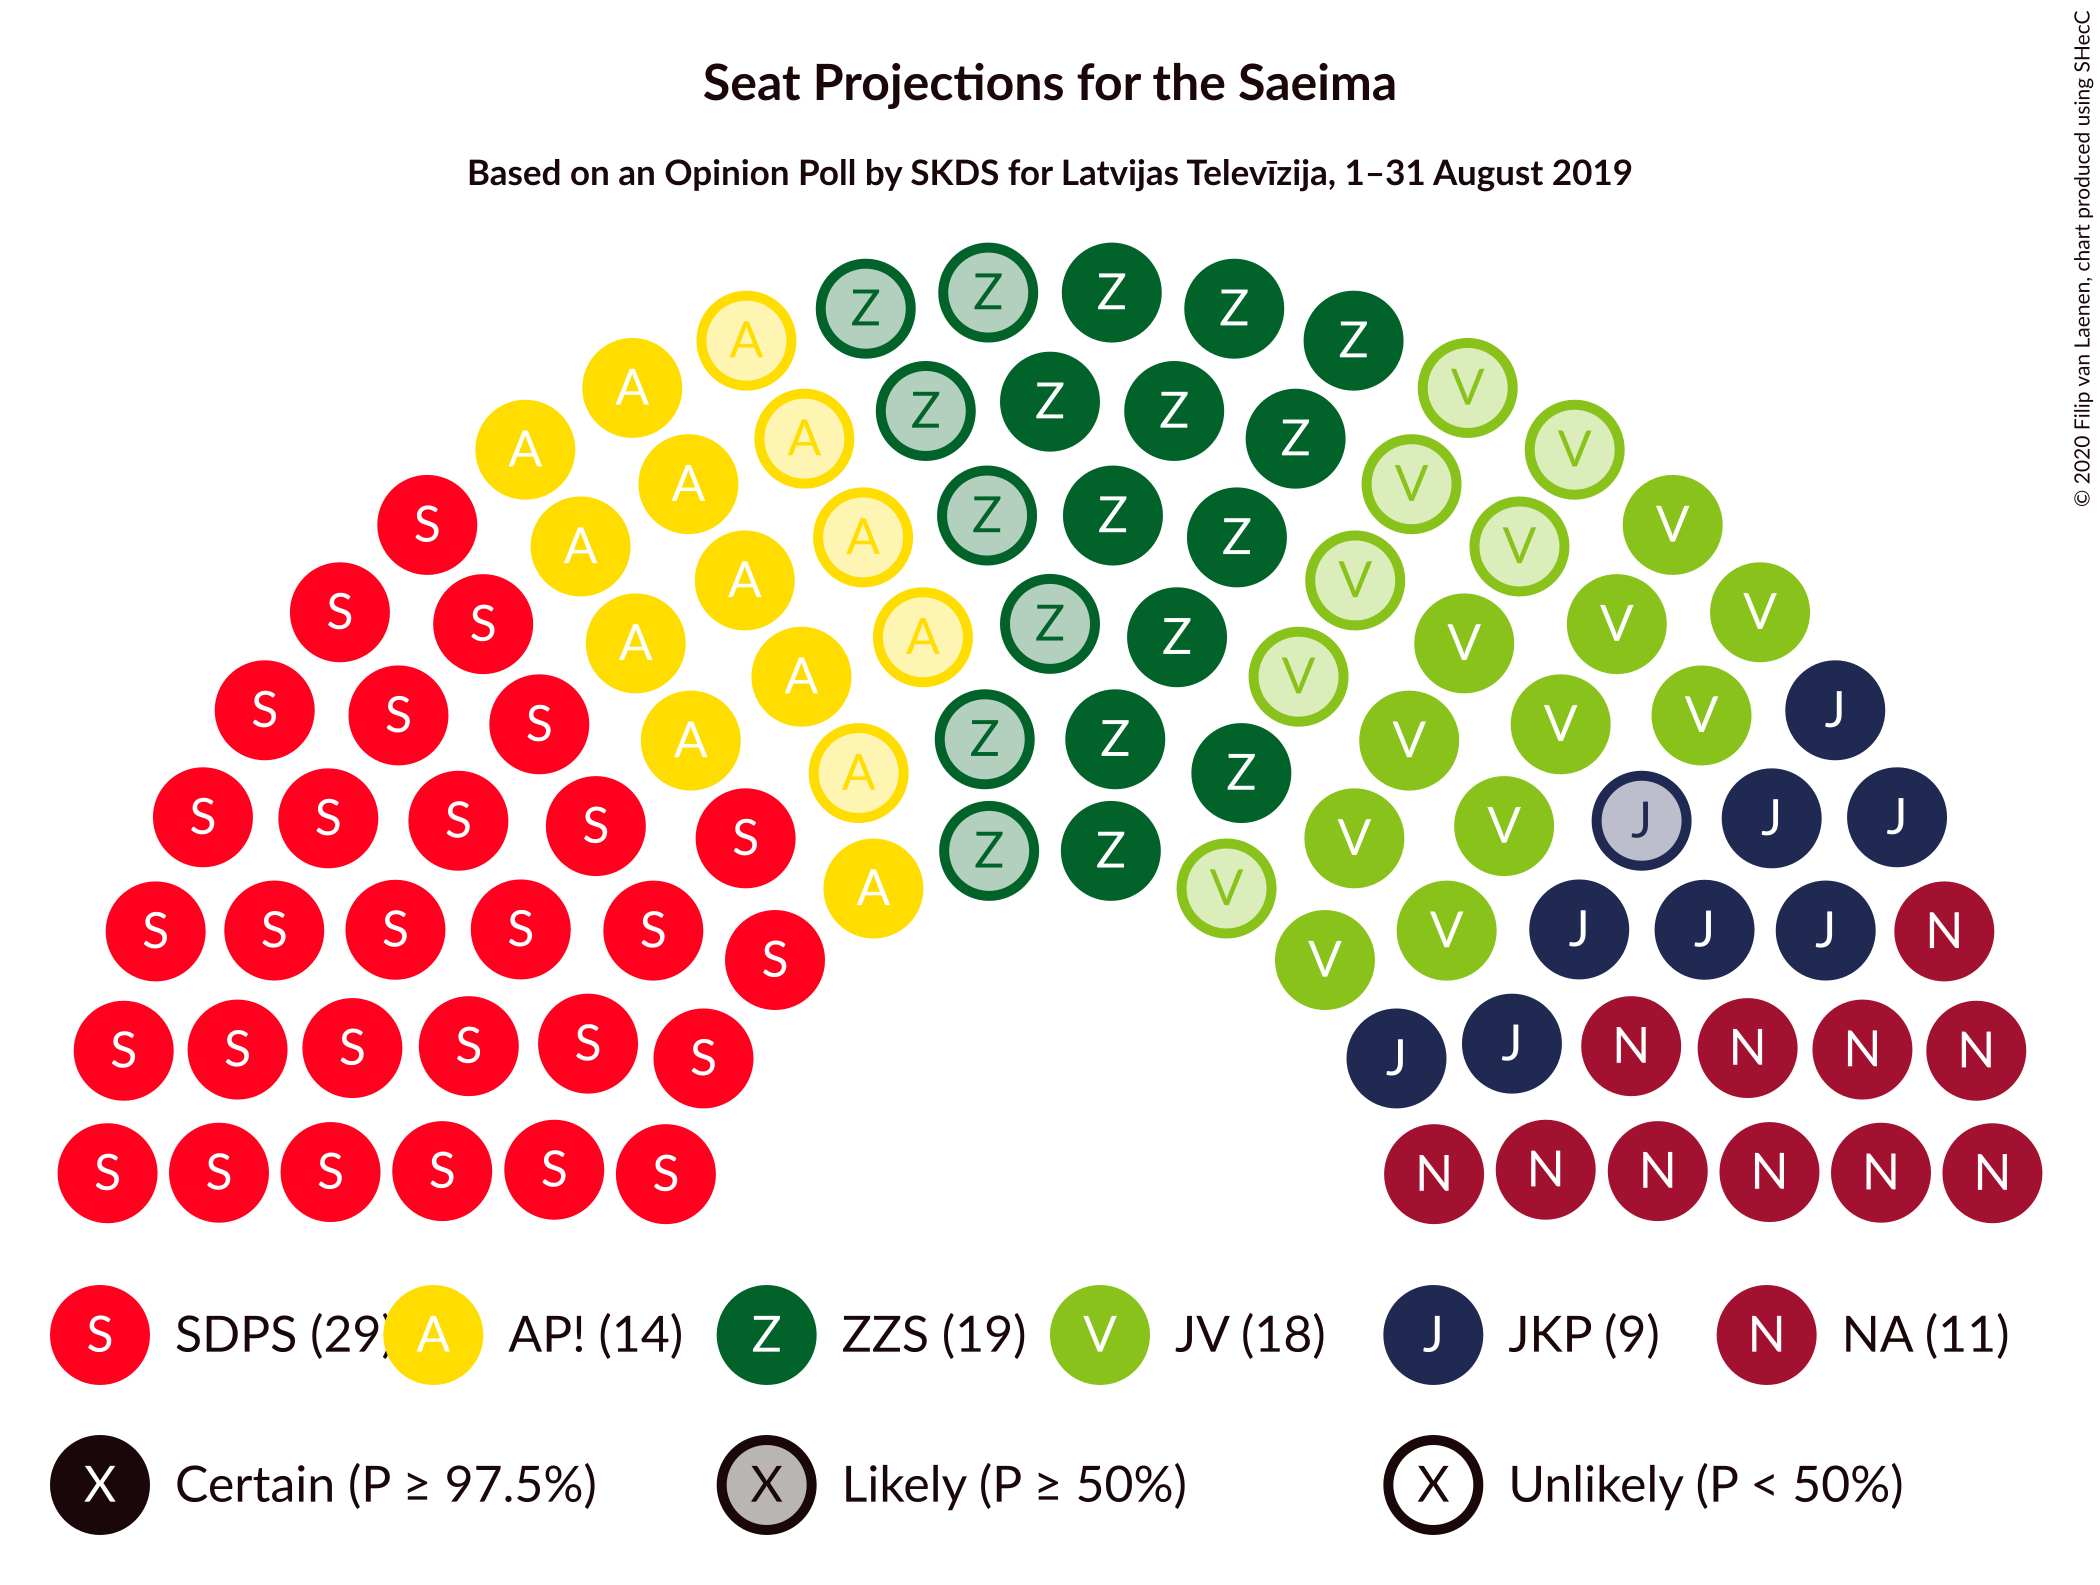 Seat Projections for the Saeima
Based on an Opinion Poll by SKDS for Latvijas Televīzija, 1–31 August 2019
© 2020 Filip van Laenen, chart produced using SHecC
Z Z Z Z Z
A A V
A Z Z Z Z V
A A V V
S A Z Z Z V V
A A V V
S S A Z Z V V V
A V
S S S A Z Z Z V V V J
S S S S S A V V J J J
A Z Z V
S S S S S S V V J J J N
S S S S S S J J N N N N
S S S S S S N N N N N N
S SDPS (29) A AP! (14) Z ZZS (19) V JV (18) J JKP (9) N NA (11)
X Certain (P ≥ 97.5%) X Likely (P ≥ 50%) X Unlikely (P < 50%)